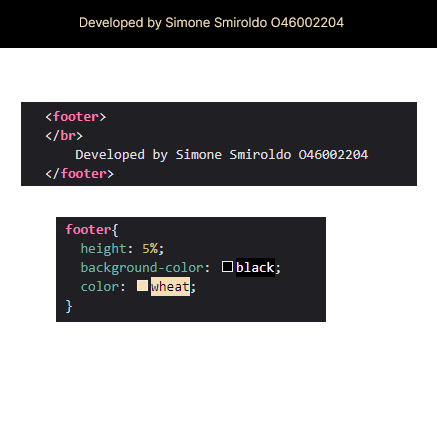 Developed by Simone Smiroldo O46002204
<footer>
</br>
Developed by Simone Smiroldo O46002204
</footer>
footer{
height: 5%;
background-color: black;
color: wheat;
}